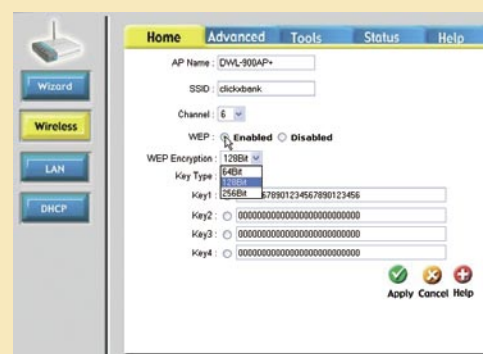 Home Advanced Tools Status Help
Wizard
Wireless
LAN
DHCP
AP Name : DWL-900AP+
SSID : clickxbank
Channel : 6
WEP : Enabled Disabled
WEP Encryption : 128Bit
64Bit
128Bit
256Bit
Key Type :
Key1 : 678901234567890123456
Key2 : 00000000000000000000000000
Key3 : 00000000000000000000000000
Key4 : 00000000000000000000000000
Apply Cancel Help